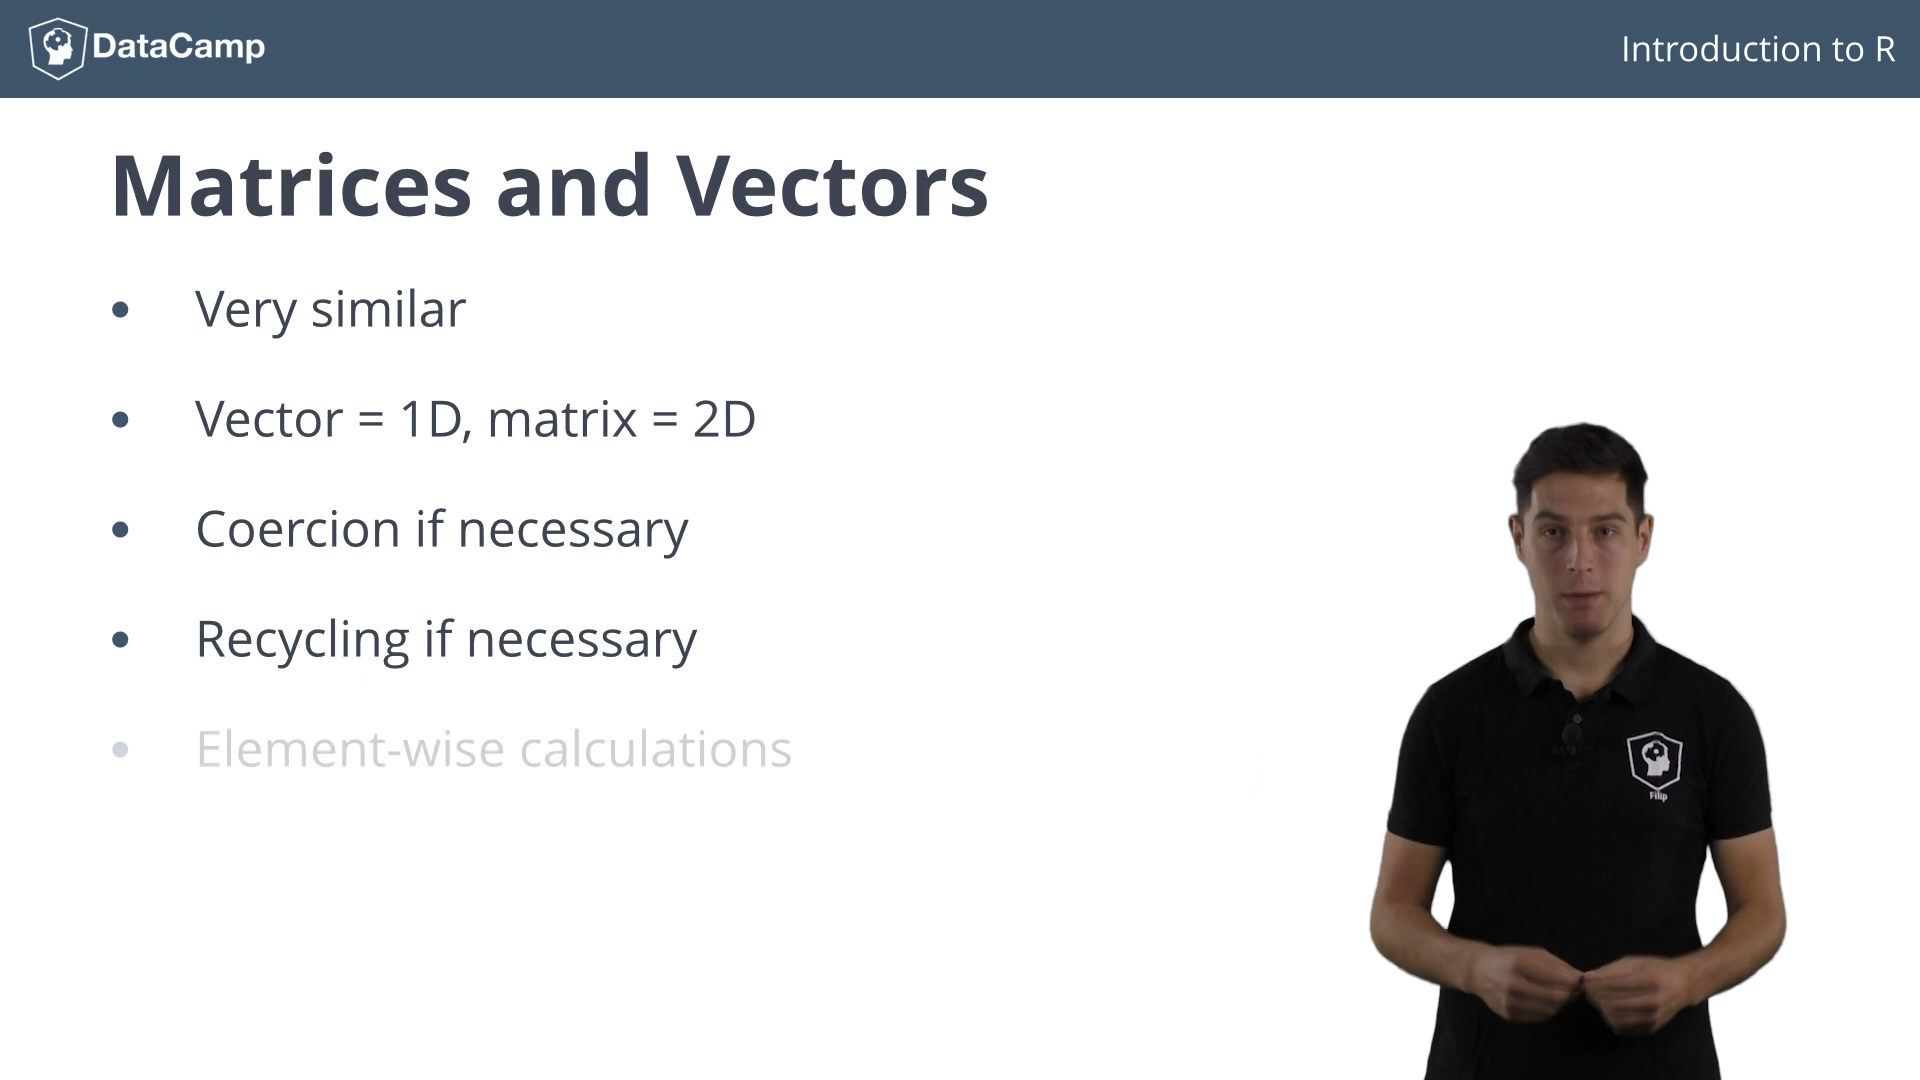 DataCamp
Introduction to R
Matrices and Vectors
• Very similar
• Vector = 1D, matrix = 2D
• Coercion if necessary
• Recycling if necessary
• Element-wise calculations
Filip